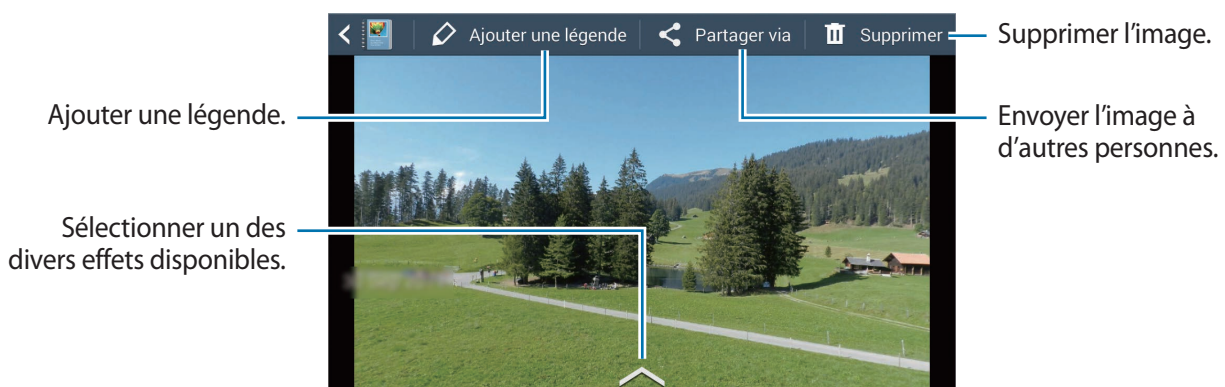 Ajouter une légende
Partager via
Supprimer
Supprimer l’image.
Ajouter une légende.
Envoyer l’image à
d’autres personnes.
Sélectionner un des
divers effets disponibles.